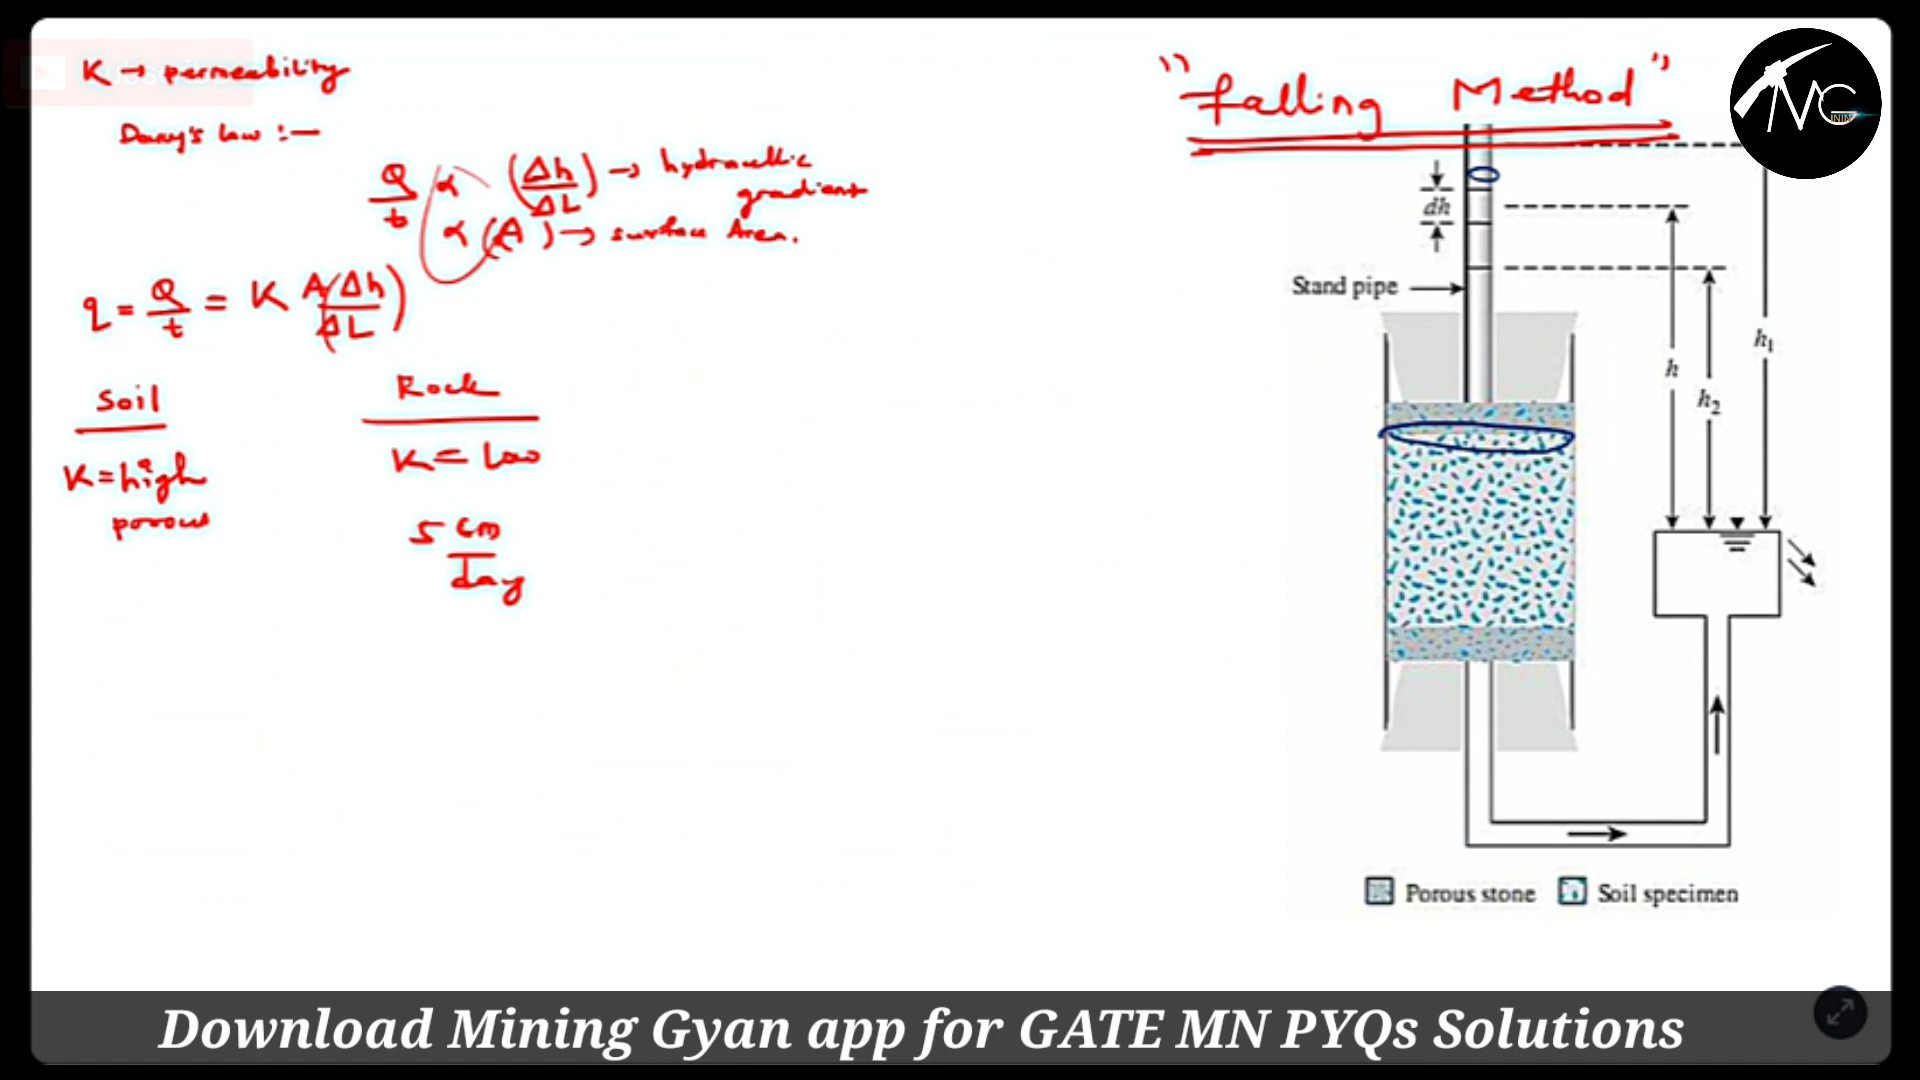 K → permeability
Darcy's law :—
Q/t α (Δh/ΔL) → hydraullic gradient
α (A) → surface Area.
q = Q/t = K A(Δh/ΔL)
Soil
K = high
porous
Rock
K = low
5 cm/day
"falling Method"
MG
dh
Stand pipe
h
h2
h1
Porous stone
Soil specimen
Download Mining Gyan app for GATE MN PYQs Solutions